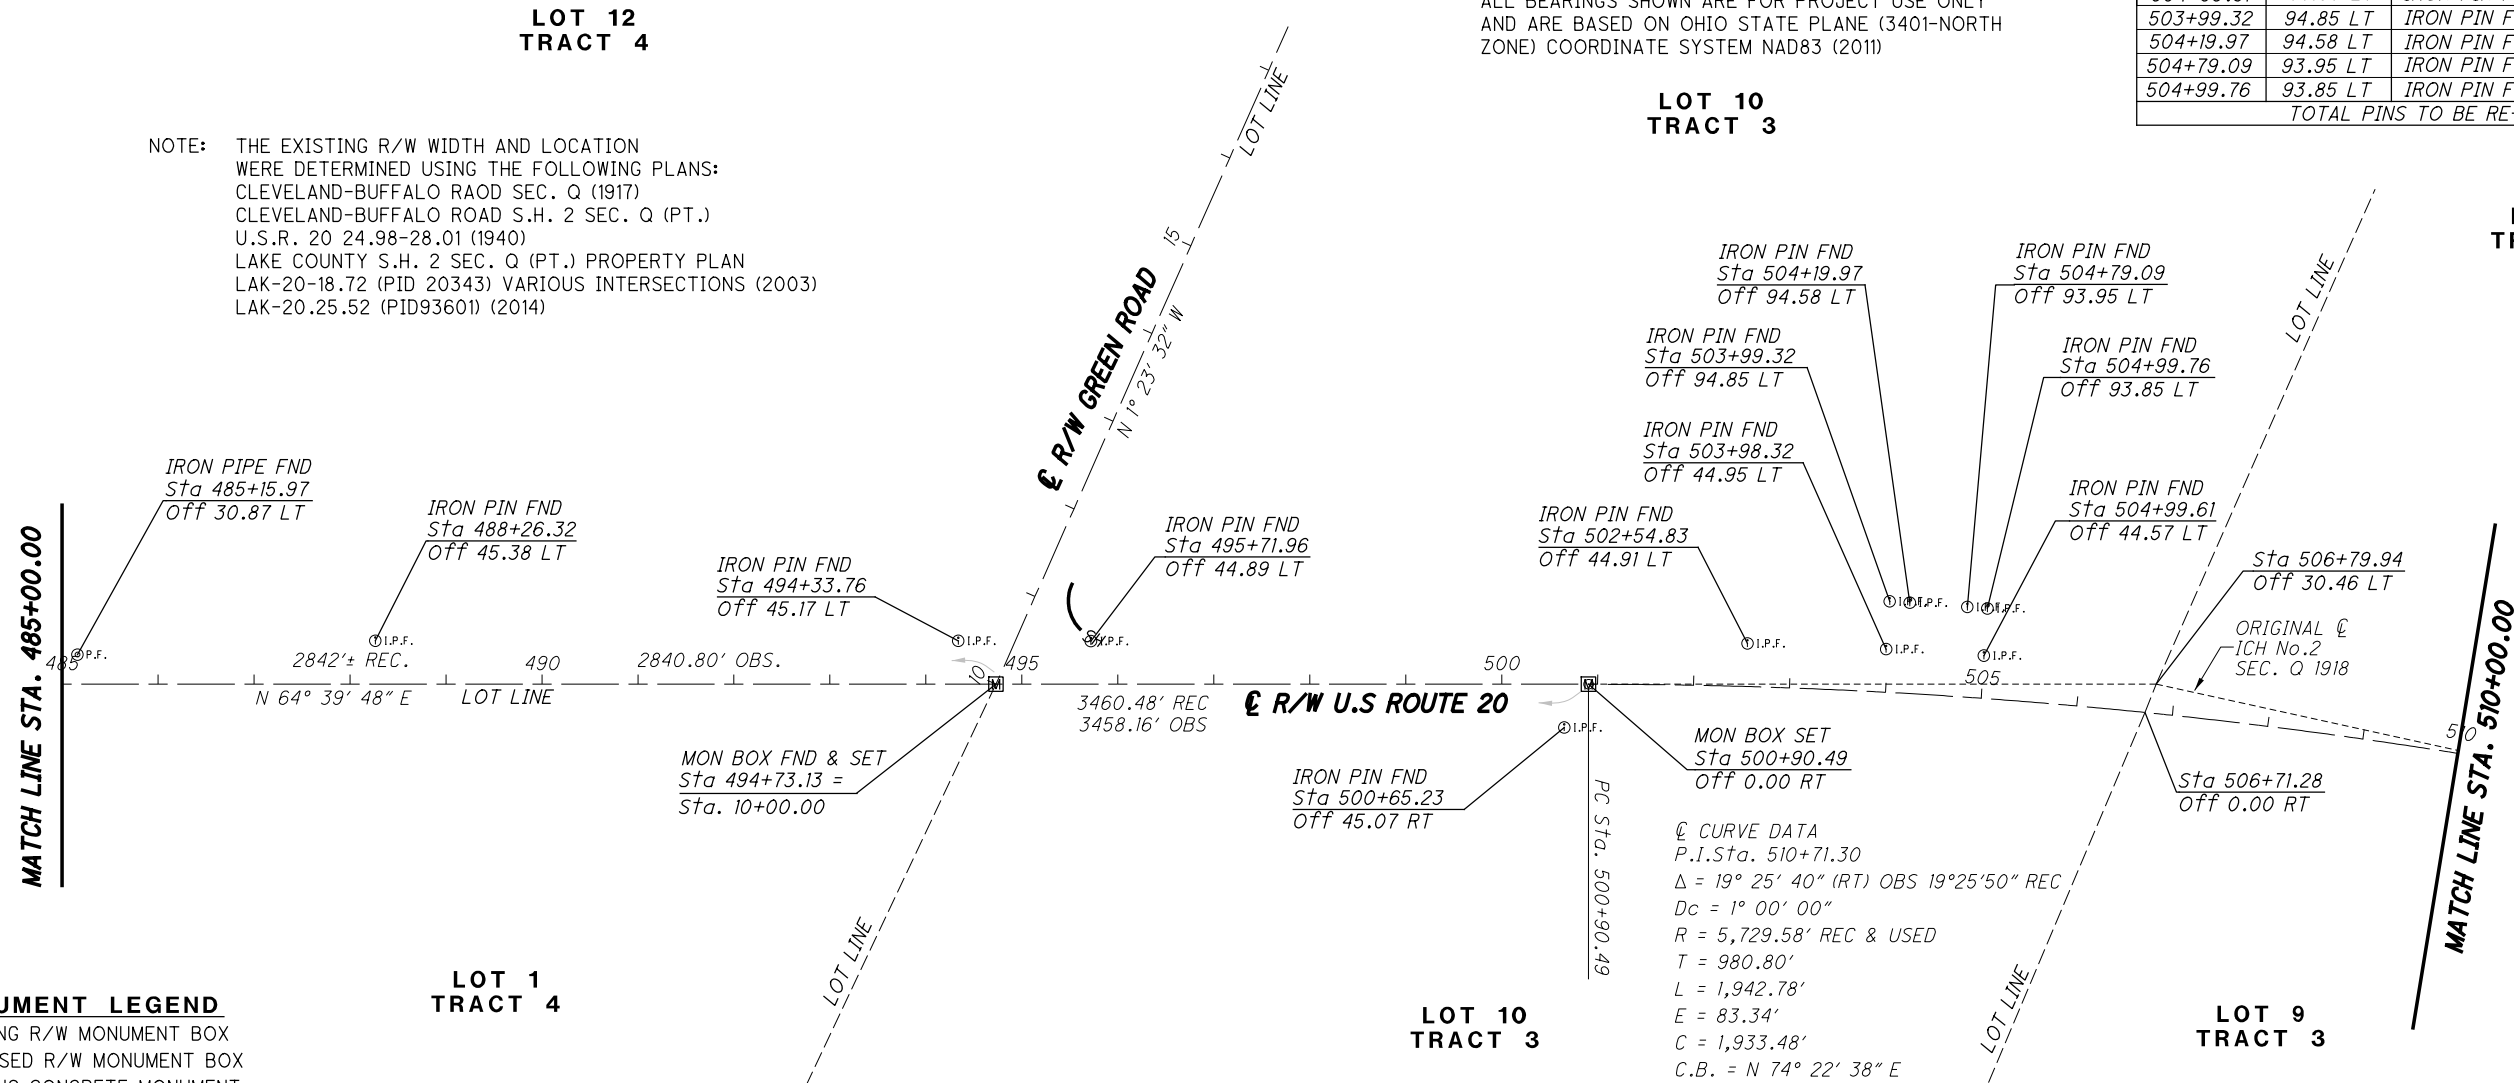 LOT 12
TRACT 4
ALL BEARINGS SHOWN ARE FOR PROJECT USE ONLY
AND ARE BASED ON OHIO STATE PLANE (3401-NORTH
ZONE) COORDINATE SYSTEM NAD83 (2011)
503+99.32 94.85 LT IRON PIN F
504+19.97 94.58 LT IRON PIN F
504+79.09 93.95 LT IRON PIN F
504+99.76 93.85 LT IRON PIN F
TOTAL PINS TO BE RE-
LOT 10
TRACT 3
NOTE: THE EXISTING R/W WIDTH AND LOCATION
WERE DETERMINED USING THE FOLLOWING PLANS:
CLEVELAND-BUFFALO RAOD SEC. Q (1917)
CLEVELAND-BUFFALO ROAD S.H. 2 SEC. Q (PT.)
U.S.R. 20 24.98-28.01 (1940)
LAKE COUNTY S.H. 2 SEC. Q (PT.) PROPERTY PLAN
LAK-20-18.72 (PID 20343) VARIOUS INTERSECTIONS (2003)
LAK-20.25.52 (PID93601) (2014)
LOT LINE
15
℄ R/W GREEN ROAD
N 1° 23' 32" W
TR
IRON PIN FND
Sta 504+19.97
Off 94.58 LT
IRON PIN FND
Sta 504+79.09
Off 93.95 LT
LOT LINE
IRON PIN FND
Sta 503+99.32
Off 94.85 LT
IRON PIN FND
Sta 504+99.76
Off 93.85 LT
IRON PIN FND
Sta 503+98.32
Off 44.95 LT
IRON PIN FND
Sta 504+99.61
Off 44.57 LT
MATCH LINE STA. 485+00.00
IRON PIPE FND
Sta 485+15.97
Off 30.87 LT
IRON PIN FND
Sta 488+26.32
Off 45.38 LT
IRON PIN FND
Sta 494+33.76
Off 45.17 LT
IRON PIN FND
Sta 495+71.96
Off 44.89 LT
IRON PIN FND
Sta 502+54.83
Off 44.91 LT
Sta 506+79.94
Off 30.46 LT
ORIGINAL ℄
ICH No.2
SEC. Q 1918
MATCH LINE STA. 510+00.00
P.F.
I.P.F.
I.P.F.
I.P.F.
I.P.F.
I.P.F.
I.P.F.
I.P.F.
485
2842'± REC.
490
2840.80' OBS.
10
495
500
505
510
N 64° 39' 48" E
LOT LINE
3460.48' REC
3458.16' OBS
℄ R/W U.S ROUTE 20
I.P.F.
MON BOX FND & SET
Sta 494+73.13 =
Sta. 10+00.00
IRON PIN FND
Sta 500+65.23
Off 45.07 RT
MON BOX SET
Sta 500+90.49
Off 0.00 RT
PC Sta. 500+90.49
Sta 506+71.28
Off 0.00 RT
℄ CURVE DATA
P.I.Sta. 510+71.30
Δ = 19° 25' 40" (RT) OBS 19°25'50" REC
Dc = 1° 00' 00"
R = 5,729.58' REC & USED
T = 980.80'
L = 1,942.78'
E = 83.34'
C = 1,933.48'
C.B. = N 74° 22' 38" E
LOT LINE
LOT LINE
LOT 1
TRACT 4
LOT 10
TRACT 3
LOT 9
TRACT 3
UMENT LEGEND
NG R/W MONUMENT BOX
SED R/W MONUMENT BOX